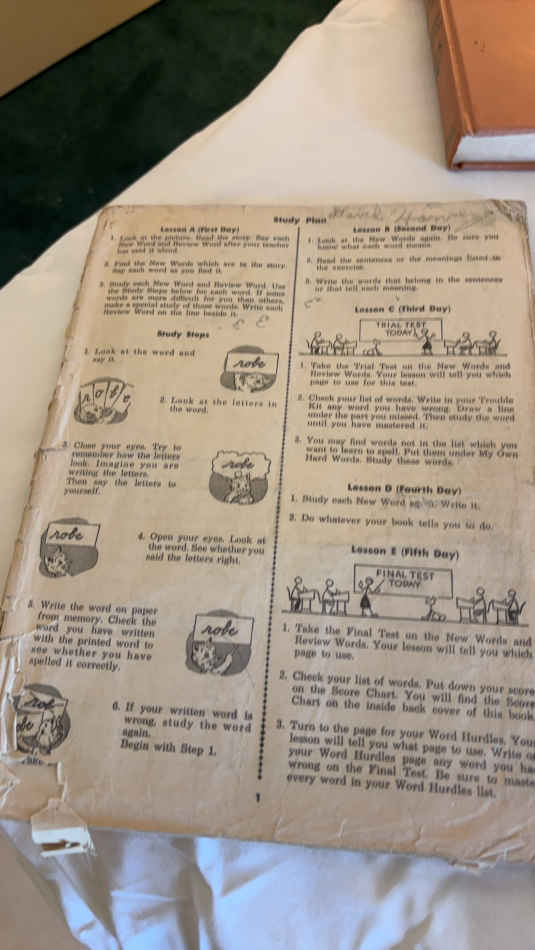 Study Plan
Lesson A (First Day)
1. Look at the picture. Read the story. Say each
New Word and Review Word after your teacher
has said it aloud.
2. Find the New Words which are in the story.
Say each word as you find it.
3. Study each New Word and Review Word. Use
the Study Steps below for each word. If some
words are more difficult for you than others,
make a special study of those words. Write each
Review Word on the line beside it.
Study Steps
1. Look at the word and
say it.
robe
robe
2. Look at the letters in
the word.
3. Close your eyes. Try to
remember how the letters
look. Imagine you are
writing the letters.
Then say the letters to
yourself.
robe
robe
4. Open your eyes. Look at
the word. See whether you
said the letters right.
5. Write the word on paper
from memory. Check the
word you have written
with the printed word to
see whether you have
spelled it correctly.
robe
6. If your written word is
wrong, study the word
again.
Begin with Step 1.
Lesson B (Second Day)
1. Look at the New Words again. Be sure you
know what each word means.
2. Read the sentences or the meanings listed in
the exercise.
3. Write the words that belong in the sentences
or that tell each meaning.
Lesson C (Third Day)
TRIAL TEST
TODAY
1. Take the Trial Test on the New Words and
Review Words. Your lesson will tell you which
page to use for this test.
2. Check your list of words. Write in your Trouble
Kit any word you have wrong. Draw a line
under the part you missed. Then study the word
until you have mastered it.
3. You may find words not in the list which you
want to learn to spell. Put them under My Own
Hard Words. Study these words.
Lesson D (Fourth Day)
1. Study each New Word again. Write it.
2. Do whatever your book tells you to do.
Lesson E (Fifth Day)
FINAL TEST
TODAY
1. Take the Final Test on the New Words and
Review Words. Your lesson will tell you which
page to use.
2. Check your list of words. Put down your score
on the Score Chart. You will find the Score
Chart on the inside back cover of this book
3. Turn to the page for your Word Hurdles. You
lesson will tell you what page to use. Write o
your Word Hurdles page any word you ha
wrong on the Final Test. Be sure to maste
every word in your Word Hurdles list.
1